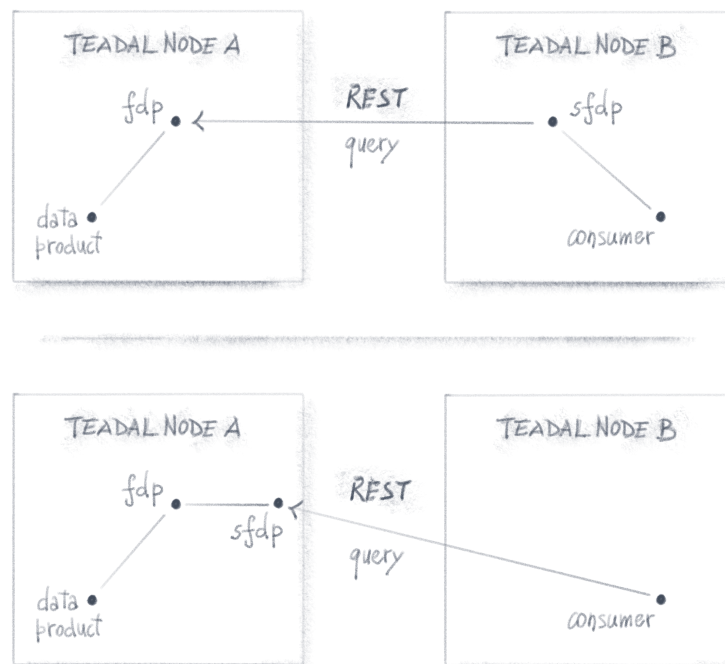 TEADAL NODE A
TEADAL NODE B
fdp
REST
sfdp
query
data
product
consumer
TEADAL NODE A
TEADAL NODE B
fdp
REST
sfdp
query
data
product
consumer